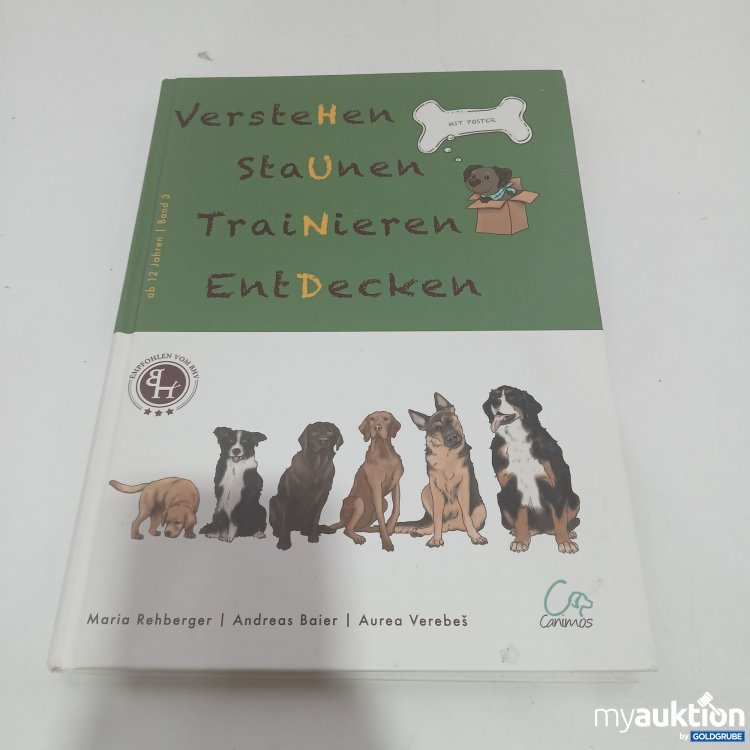 VersteHen
MIT POSTER
StaUnen
TraiNieren
EntDecken
ab 12 Jahren | Band 3
EMPFOHLEN VOM BHV
BH
Maria Rehberger | Andreas Baier | Aurea Verebeš
Canimos
myauktion
by GOLDGRUBE